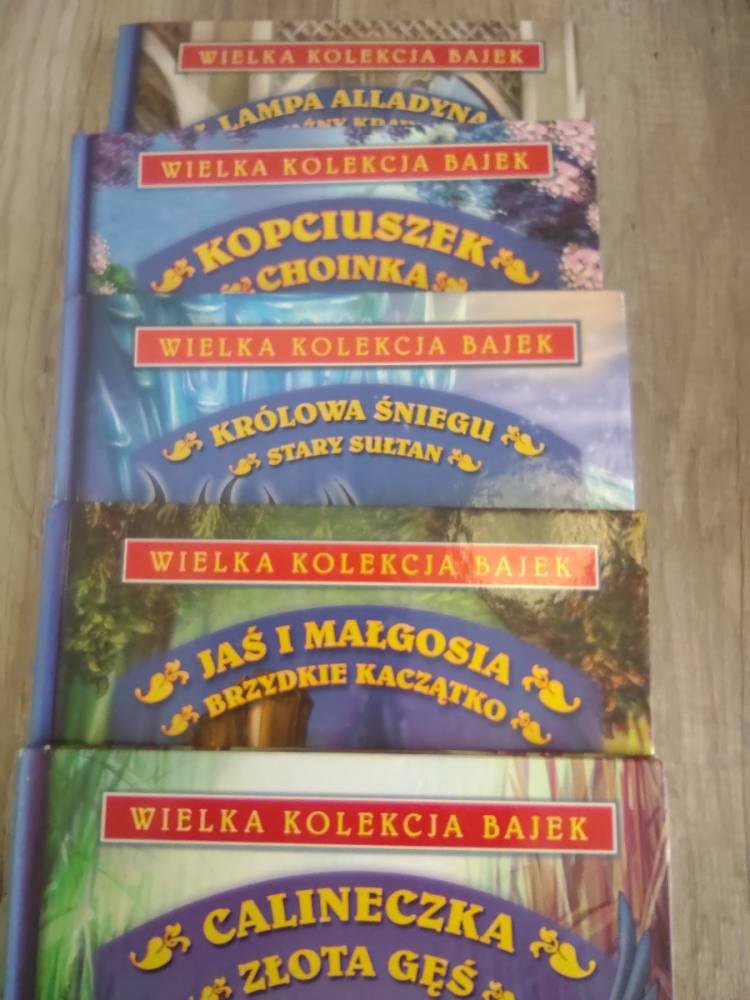 WIELKA KOLEKCJA BAJEK
LAMPA ALLADYNA
WIELKA KOLEKCJA BAJEK
KOPCIUSZEK
CHOINKA
WIELKA KOLEKCJA BAJEK
KRÓLOWA ŚNIEGU
STARY SUŁTAN
WIELKA KOLEKCJA BAJEK
JAŚ I MAŁGOSIA
BRZYDKIE KACZĄTKO
WIELKA KOLEKCJA BAJEK
CALINECZKA
ZŁOTA GĘŚ